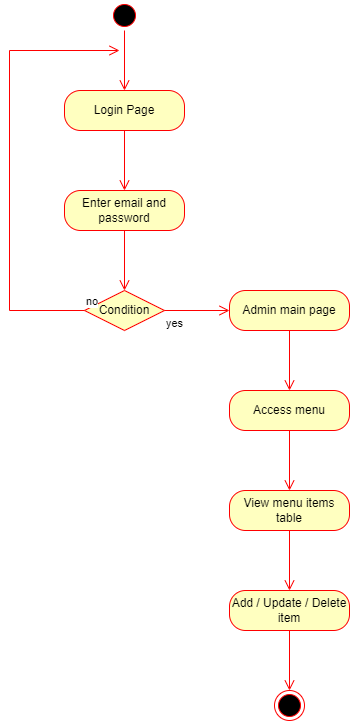 Login Page
Enter email and
password
no
Condition
yes
Admin main page
Access menu
View menu items
table
Add / Update / Delete
item